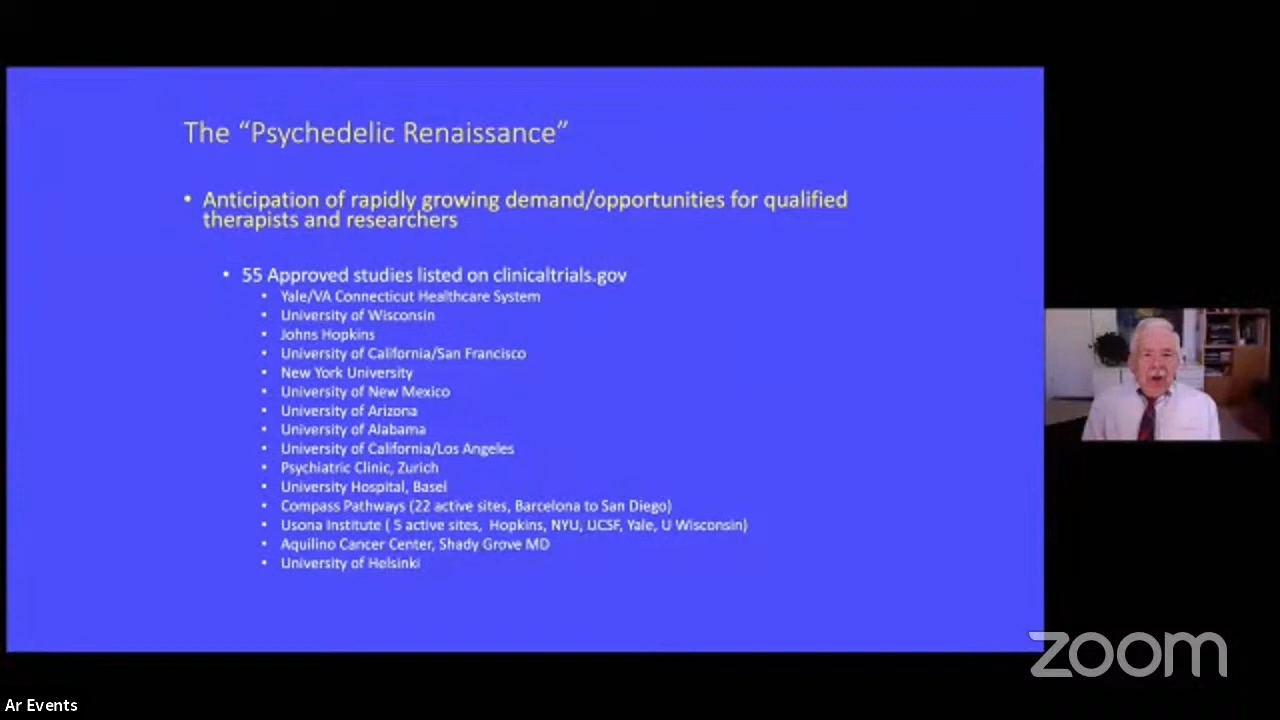 The “Psychedelic Renaissance”
• Anticipation of rapidly growing demand/opportunities for qualified
therapists and researchers
• 55 Approved studies listed on clinicaltrials.gov
• Yale/VA Connecticut Healthcare System
• University of Wisconsin
• Johns Hopkins
• University of California/San Francisco
• New York University
• University of New Mexico
• University of Arizona
• University of Alabama
• University of California/Los Angeles
• Psychiatric Clinic, Zurich
• University Hospital, Basel
• Compass Pathways (22 active sites, Barcelona to San Diego)
• Usona Institute ( 5 active sites, Hopkins, NYU, UCSF, Yale, U Wisconsin)
• Aquilino Cancer Center, Shady Grove MD
• University of Helsinki
zoom
Ar Events